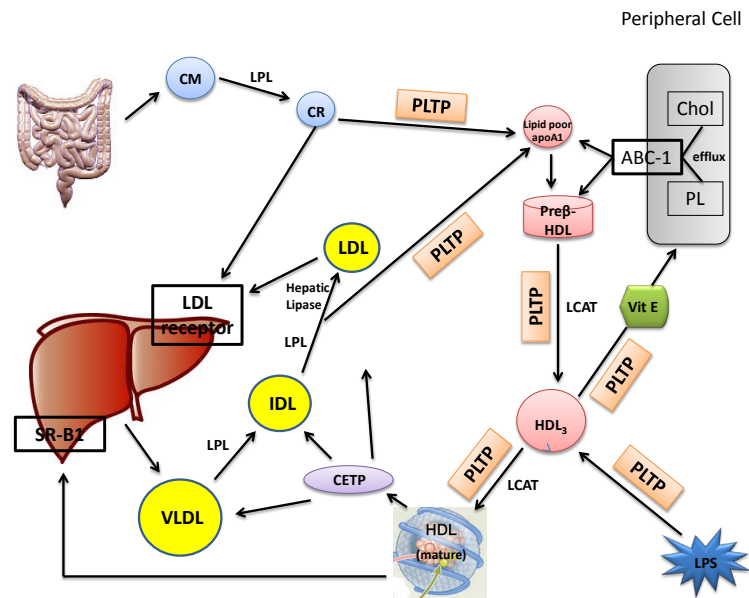 Peripheral Cell
CM
LPL
CR
PLTP
Lipid poor
apoA1
Chol
ABC-1
efflux
PL
Preβ-
HDL
LDL
PLTP
Hepatic
Lipase
LDL
receptor
LPL
PLTP
LCAT
Vit E
PLTP
IDL
HDL₃
SR-B1
LPL
PLTP
LCAT
PLTP
CETP
VLDL
HDL
(mature)
LPS